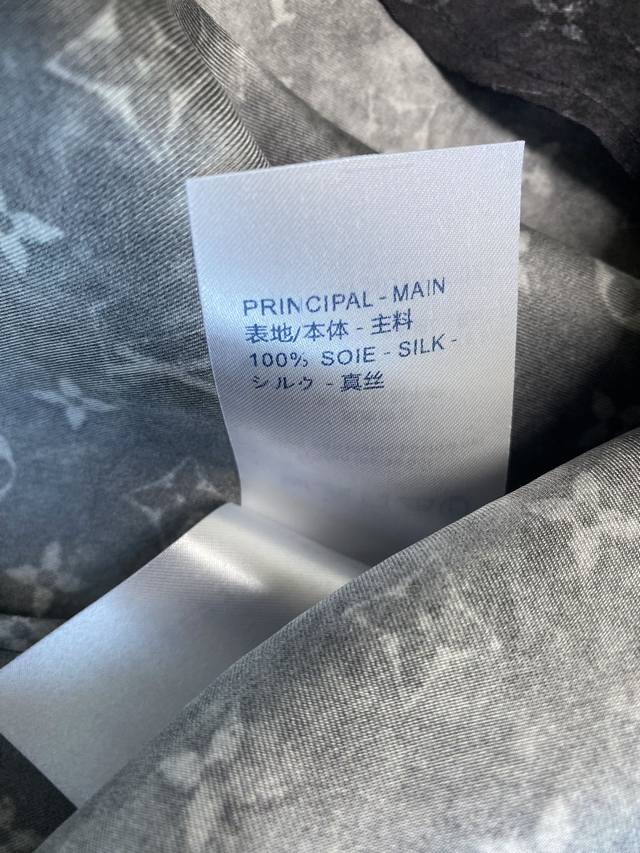 PRINCIPAL - MAIN
表地/本体 - 主料
100% SOIE - SILK -
シルク - 真丝